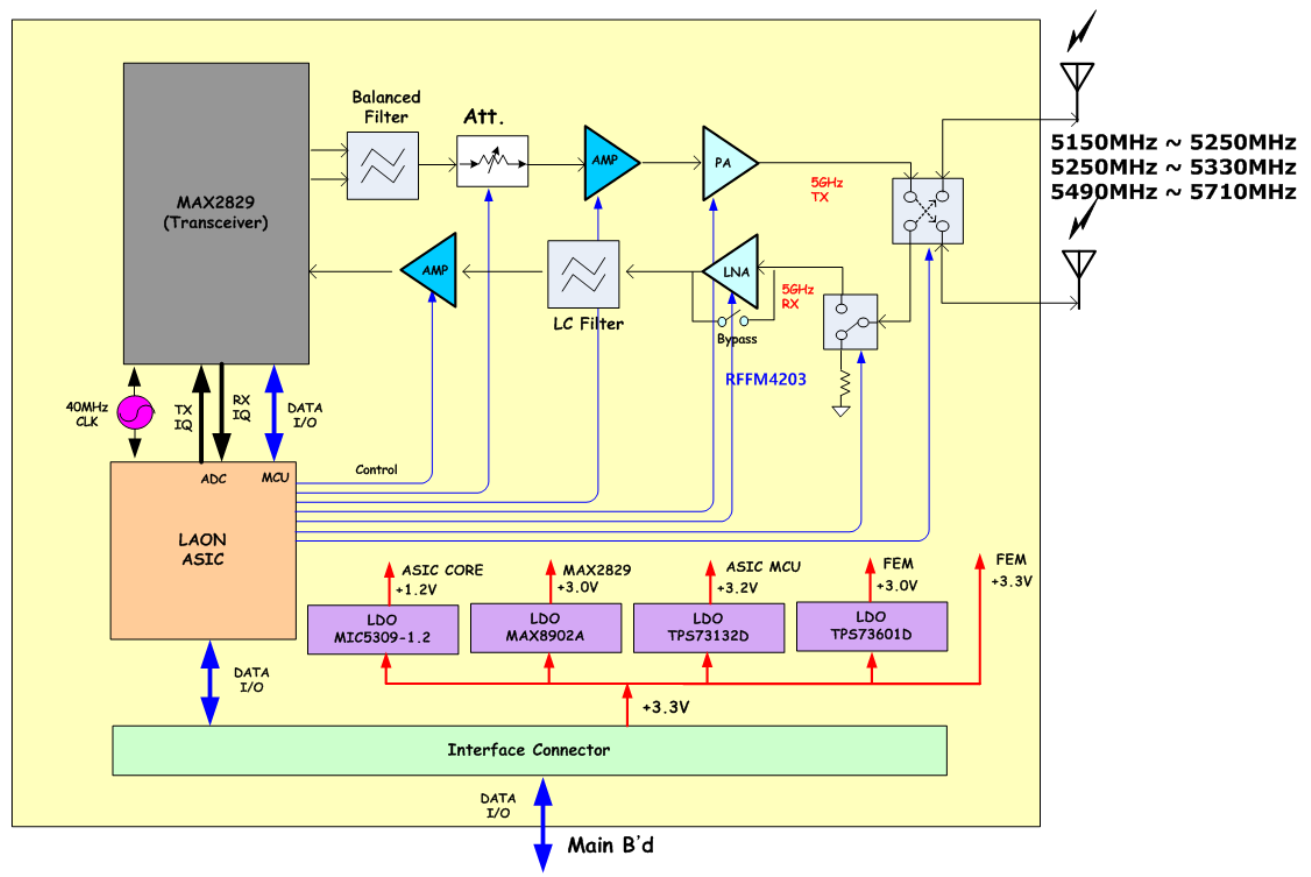 Balanced
Filter
Att.
MAX2829
(Transceiver)
AMP
PA
5GHz
TX
5150MHz ~ 5250MHz
5250MHz ~ 5330MHz
5490MHz ~ 5710MHz
AMP
LC Filter
LNA
5GHz
RX
Bypass
RFFM4203
40MHz
CLK
TX
IQ
RX
IQ
DATA
I/O
ADC
MCU
Control
LAON
ASIC
ASIC CORE
+1.2V
MAX2829
+3.0V
ASIC MCU
+3.2V
FEM
+3.0V
FEM
+3.3V
LDO
MIC5309-1.2
LDO
MAX8902A
LDO
TPS73132D
LDO
TPS73601D
DATA
I/O
+3.3V
Interface Connector
DATA
I/O
Main B'd